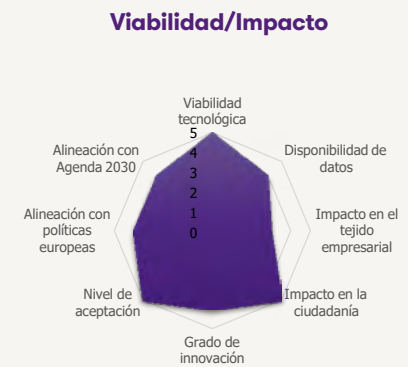 Viabilidad/Impacto
Viabilidad
tecnológica
5
4
3
2
1
0
Disponibilidad de
datos
Impacto en el
tejido
empresarial
Impacto en la
ciudadanía
Grado de
innovación
Nivel de
aceptación
Alineación con
políticas
europeas
Alineación con
Agenda 2030